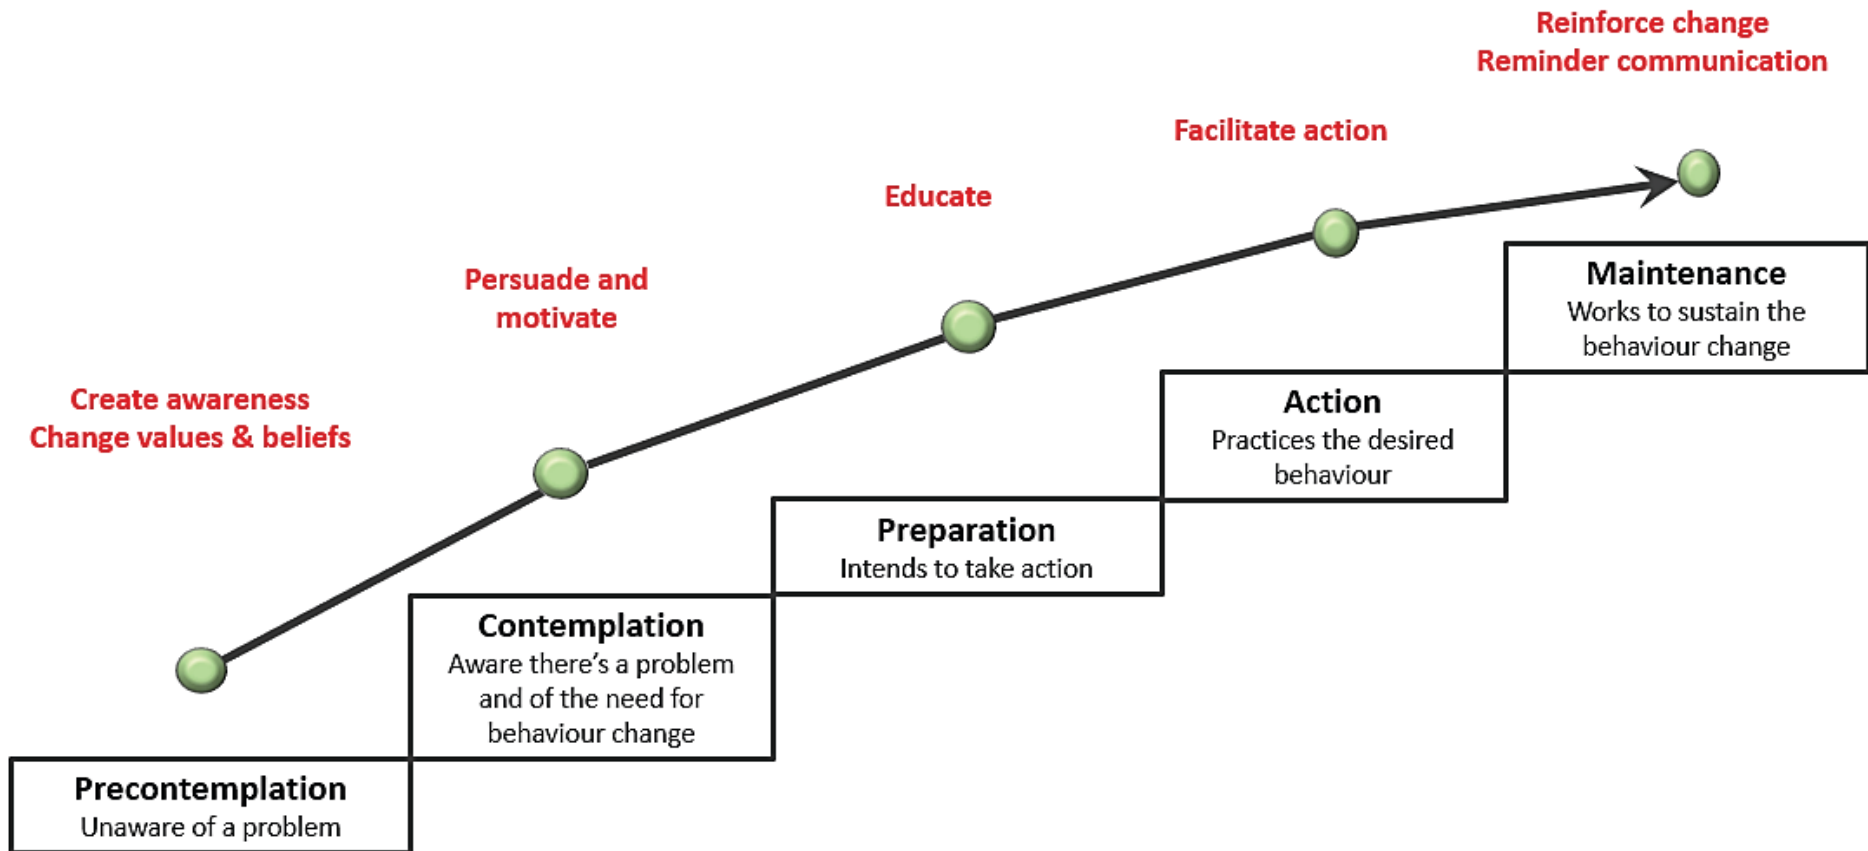 Reinforce change
Reminder communication
Facilitate action
Educate
Persuade and
motivate
Create awareness
Change values & beliefs
Maintenance
Works to sustain the
behaviour change
Action
Practices the desired
behaviour
Preparation
Intends to take action
Contemplation
Aware there’s a problem
and of the need for
behaviour change
Precontemplation
Unaware of a problem